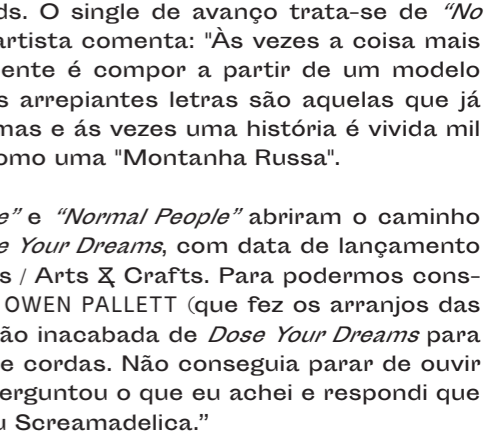 ds. O single de avanço trata-se de “No
artista comenta: "Às vezes a coisa mais
ente é compor a partir de um modelo
s arrepiantes letras são aquelas que já
mas e ás vezes uma história é vivida mil
omo uma "Montanha Russa".
e” e “Normal People” abriram o caminho
e Your Dreams, com data de lançamento
s / Arts & Crafts. Para podermos cons-
OWEN PALLETT (que fez os arranjos das
ão inacabada de Dose Your Dreams para
e cordas. Não conseguia parar de ouvir
erguntou o que eu achei e respondi que
u Screamadelica.”